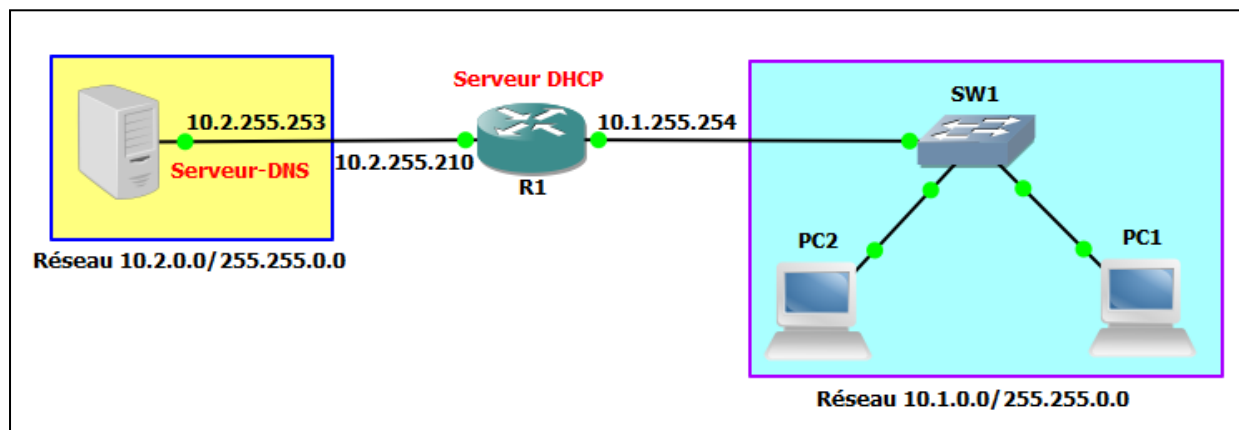 Serveur DHCP
SW1
10.2.255.253
10.1.255.254
Serveur-DNS
10.2.255.210
R1
PC2
PC1
Réseau 10.2.0.0/255.255.0.0
Réseau 10.1.0.0/255.255.0.0